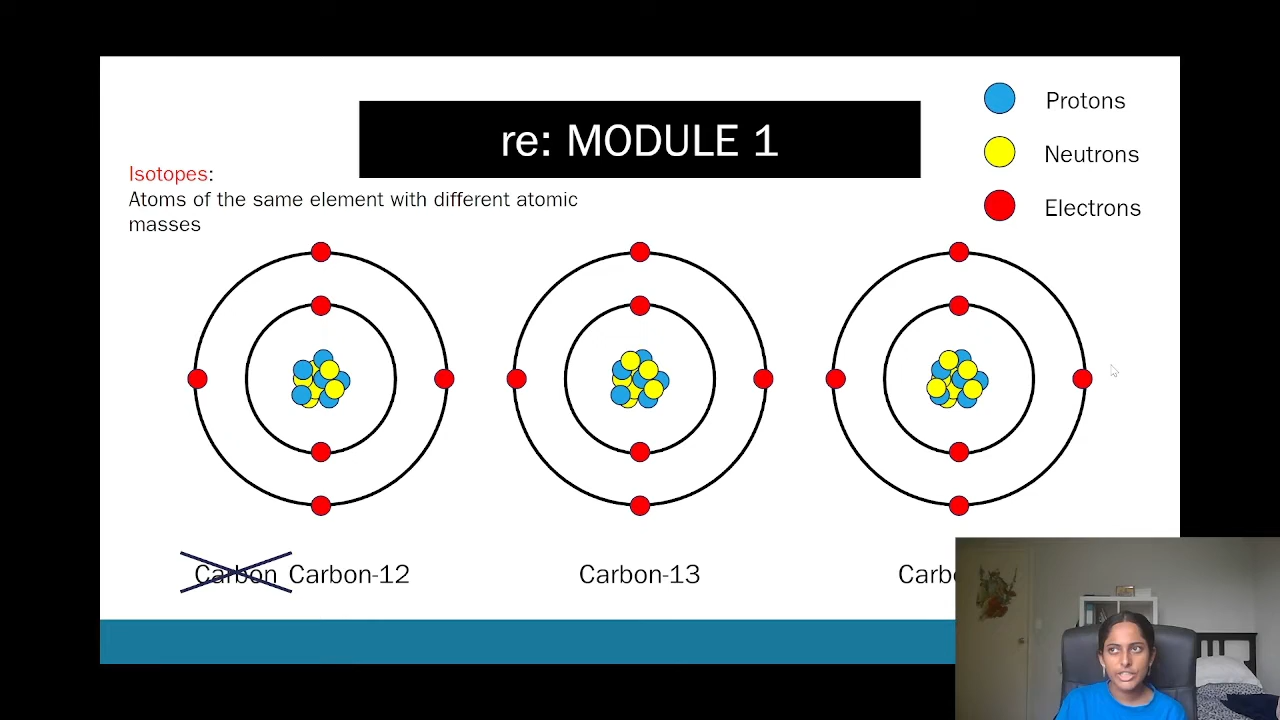 re: MODULE 1
Protons
Neutrons
Electrons
Isotopes:
Atoms of the same element with different atomic
masses
Carbon Carbon-12
Carbon-13